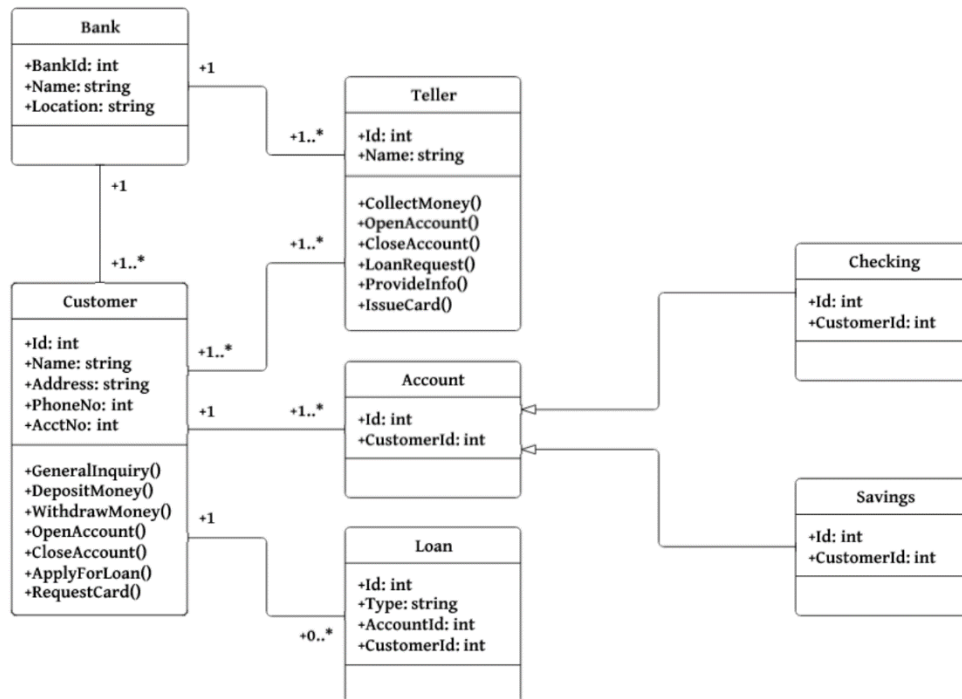 Bank
+BankId: int
+Name: string
+Location: string
+1
+1..*
+1
+1..*
Teller
+Id: int
+Name: string
+CollectMoney()
+OpenAccount()
+CloseAccount()
+LoanRequest()
+ProvideInfo()
+IssueCard()
+1..*
+1..*
Customer
+Id: int
+Name: string
+Address: string
+PhoneNo: int
+AcctNo: int
+GeneralInquiry()
+DepositMoney()
+WithdrawMoney()
+OpenAccount()
+CloseAccount()
+ApplyForLoan()
+RequestCard()
+1
+1..*
Account
+Id: int
+CustomerId: int
+1
+0..*
Loan
+Id: int
+Type: string
+AccountId: int
+CustomerId: int
Checking
+Id: int
+CustomerId: int
Savings
+Id: int
+CustomerId: int